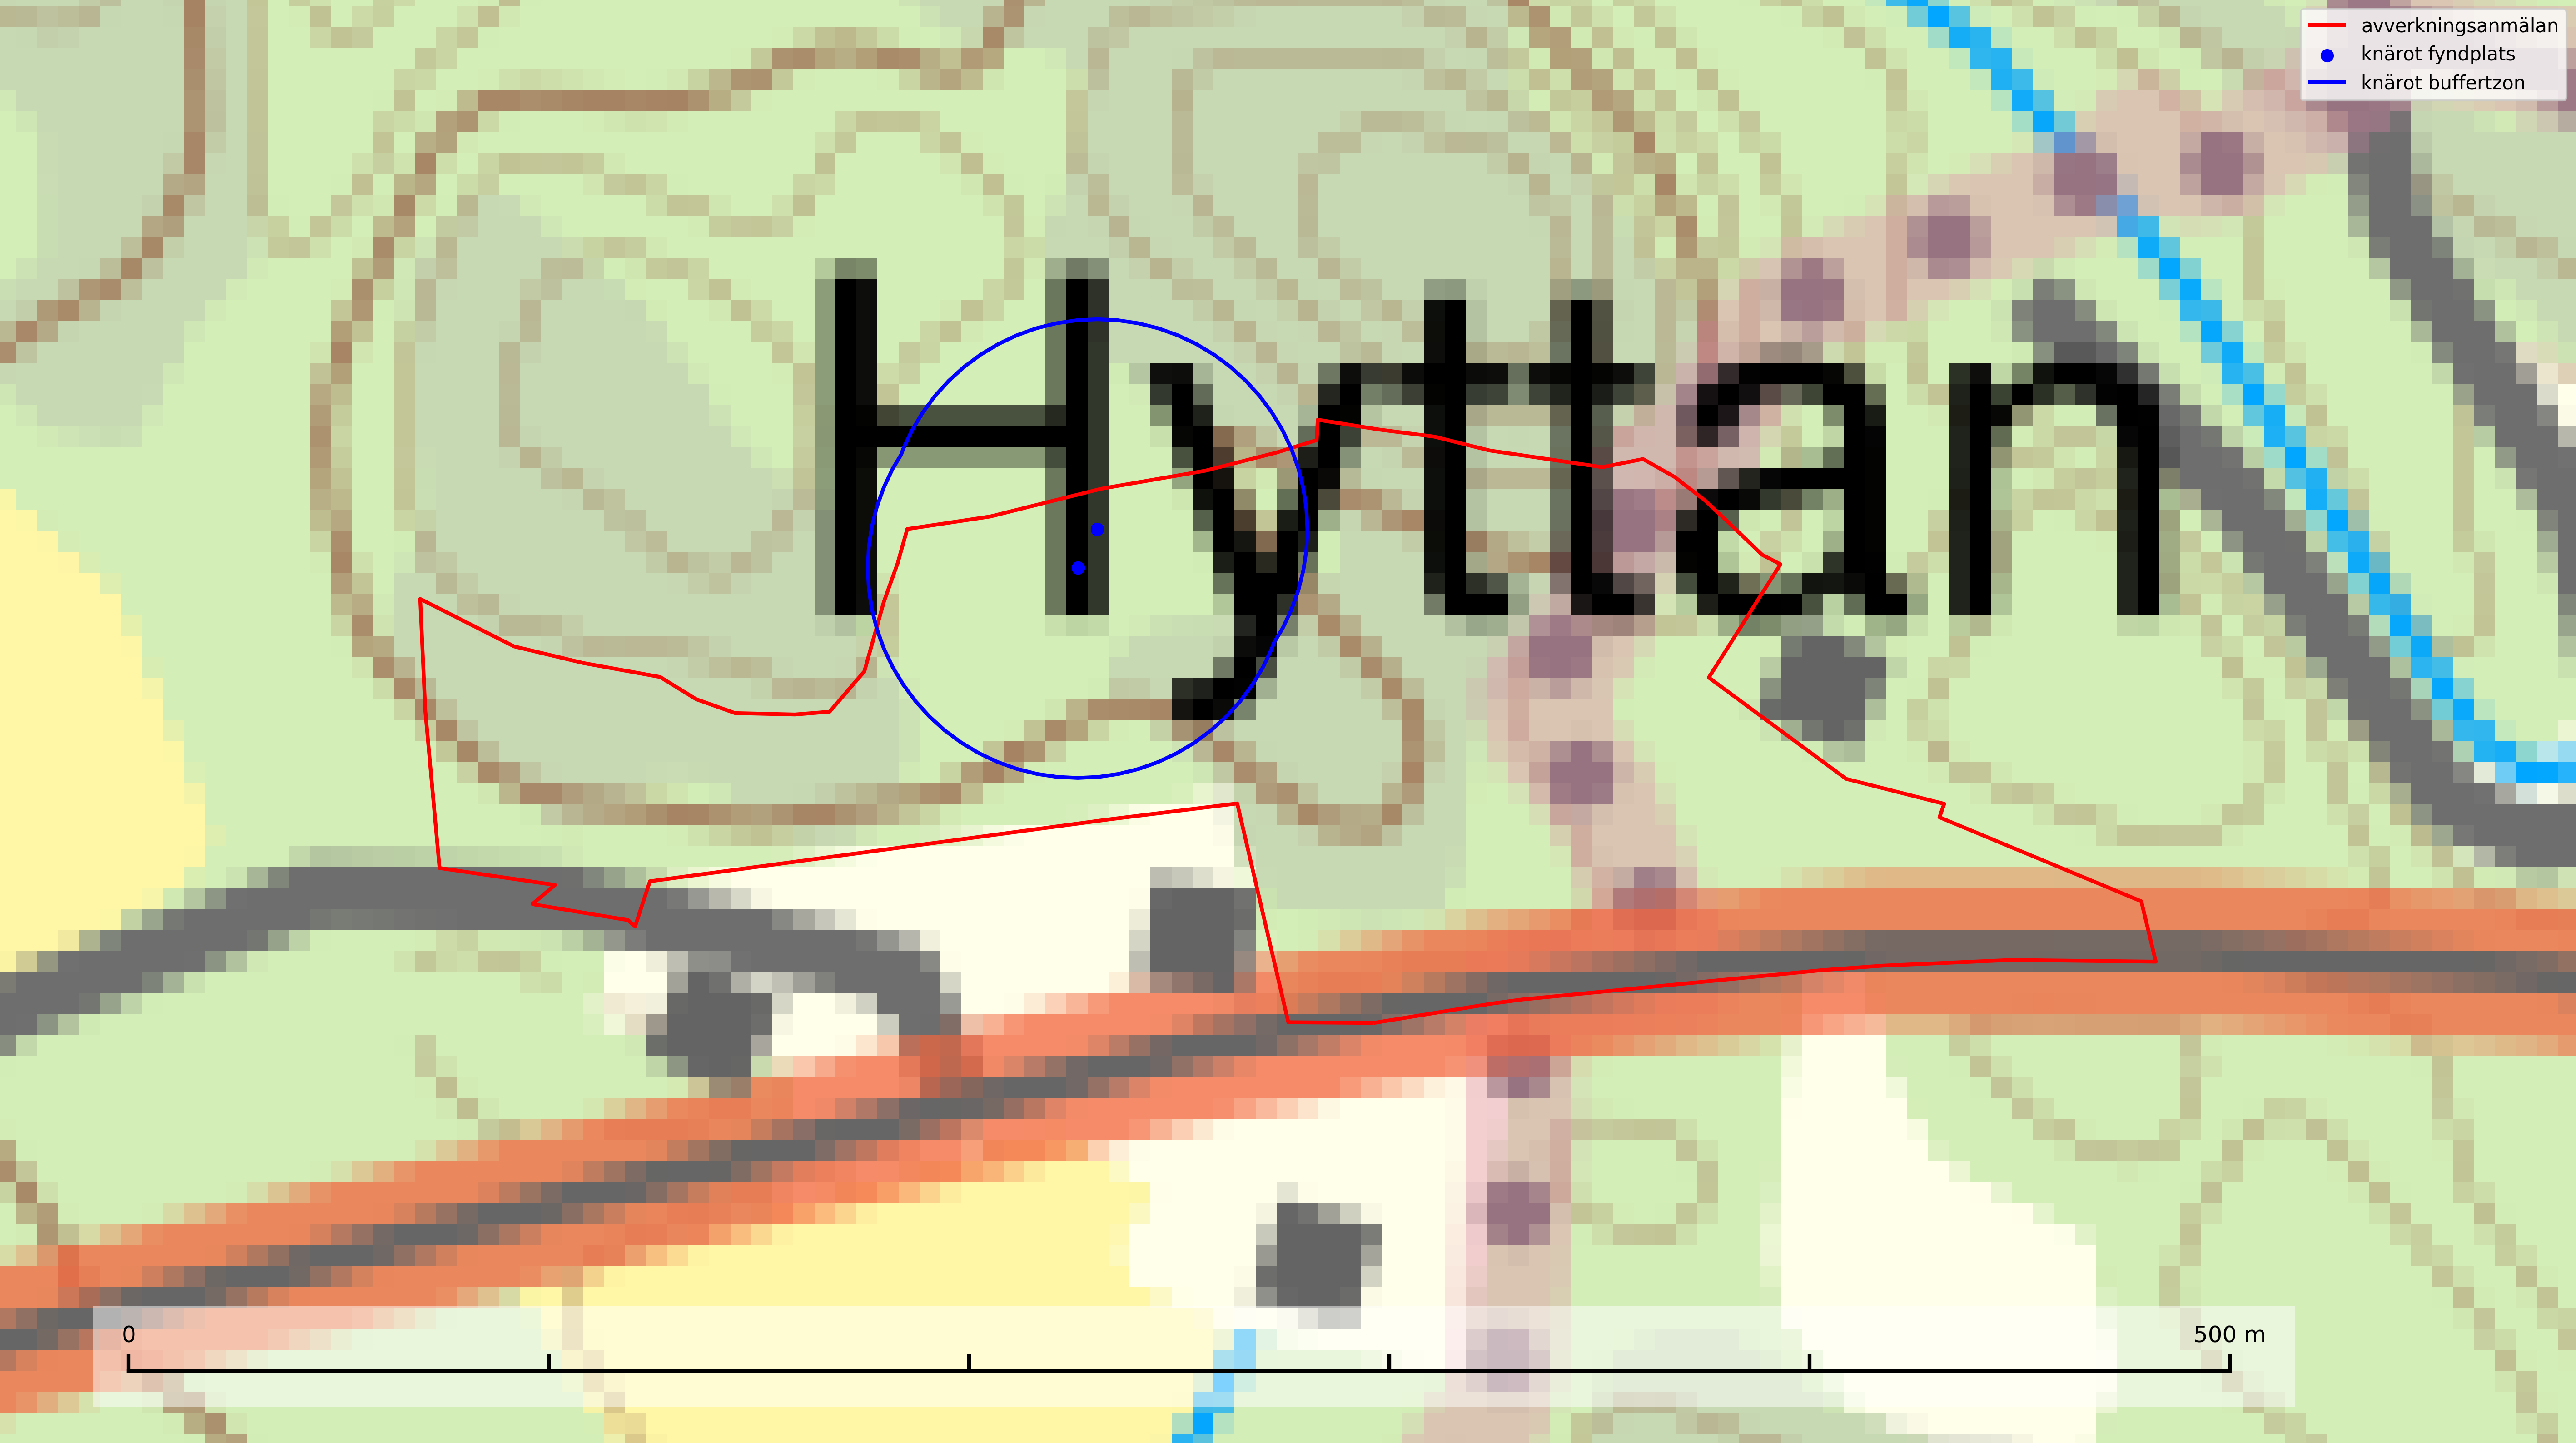 avverkningsanmälan
knärot fyndplats
knärot buffertzon
Hyttan
0 500 m